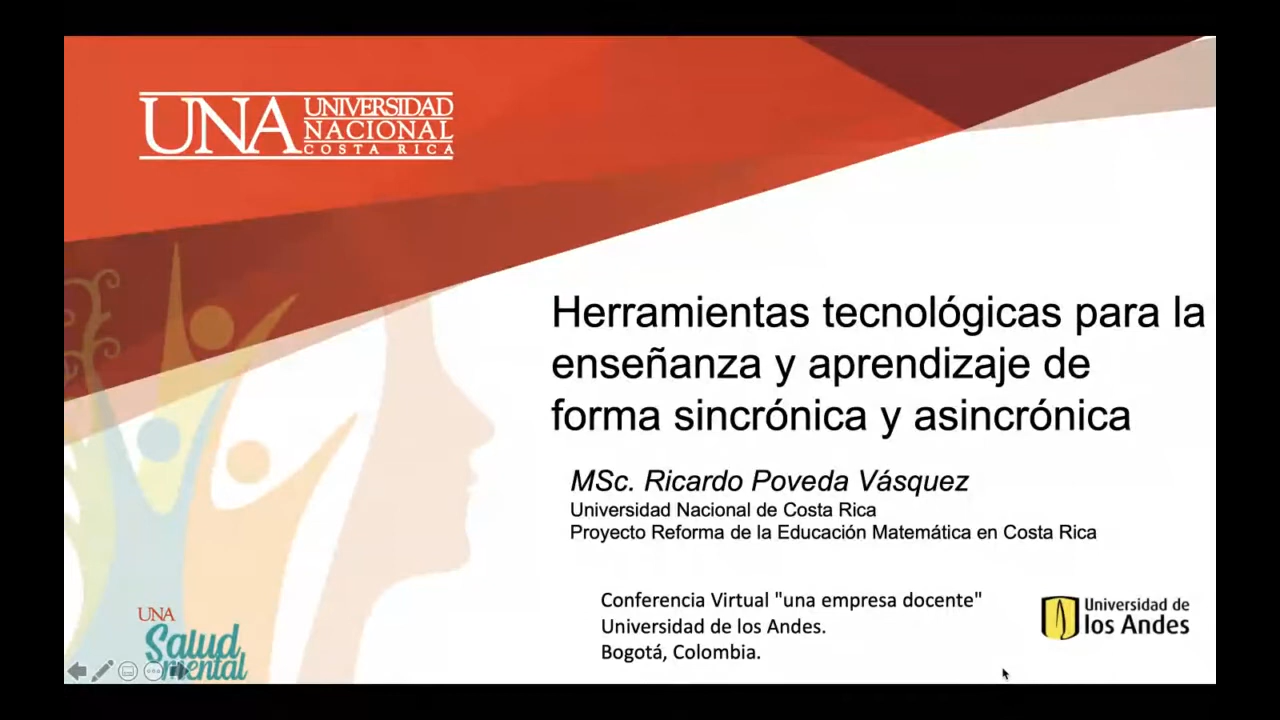 UNA UNIVERSIDAD
NACIONAL
COSTA RICA
Herramientas tecnológicas para la
enseñanza y aprendizaje de
forma sincrónica y asincrónica
MSc. Ricardo Poveda Vásquez
Universidad Nacional de Costa Rica
Proyecto Reforma de la Educación Matemática en Costa Rica
Conferencia Virtual "una empresa docente"
Universidad de los Andes.
Bogotá, Colombia.
Universidad de
los Andes
UNA
Salud
mental